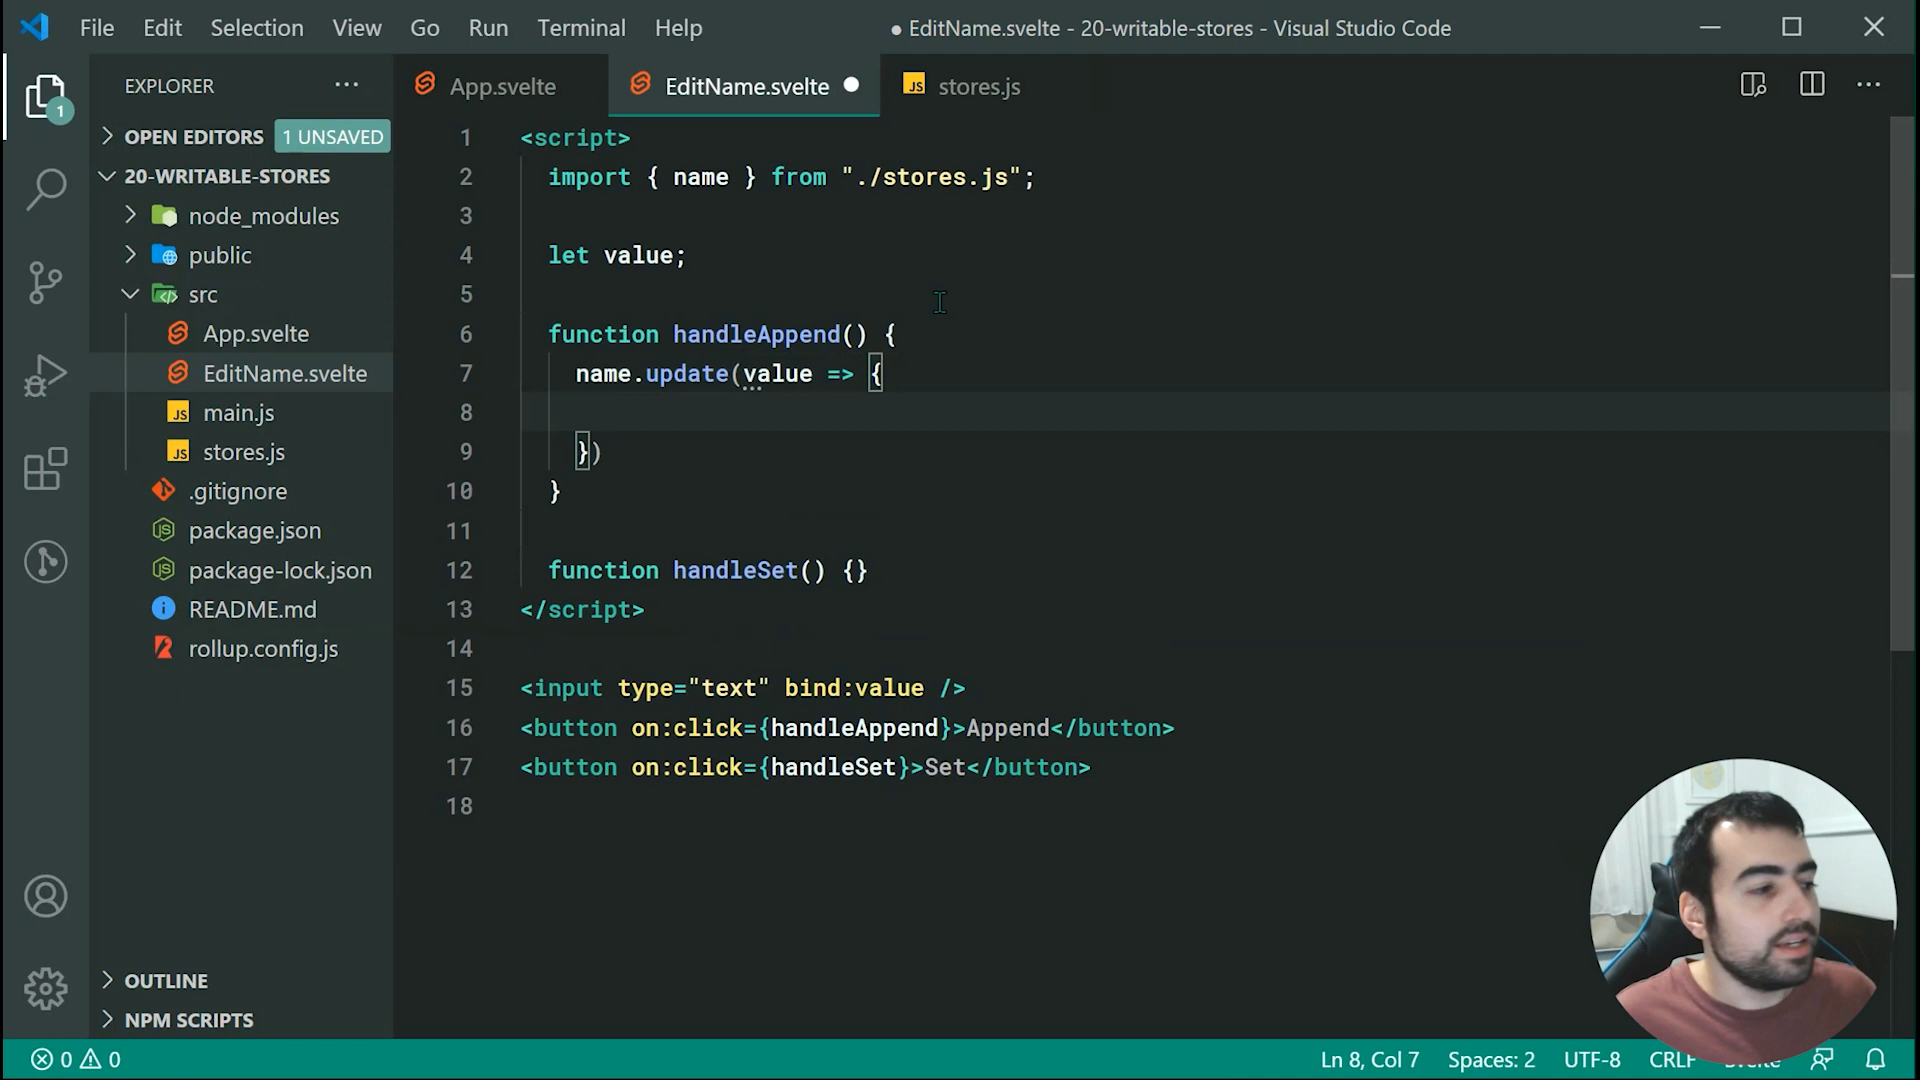 File Edit Selection View Go Run Terminal Help
● EditName.svelte - 20-writable-stores - Visual Studio Code
EXPLORER
1
OPEN EDITORS 1 UNSAVED
20-WRITABLE-STORES
node_modules
public
src
App.svelte
EditName.svelte
JS main.js
JS stores.js
.gitignore
package.json
package-lock.json
README.md
rollup.config.js
OUTLINE
NPM SCRIPTS
App.svelte
EditName.svelte
JS stores.js
1 <script>
2 import { name } from "./stores.js";
3
4 let value;
5
6 function handleAppend() {
7 name.update(value => {
8
9 })
10 }
11
12 function handleSet() {}
13 </script>
14
15 <input type="text" bind:value />
16 <button on:click={handleAppend}>Append</button>
17 <button on:click={handleSet}>Set</button>
18
0 0
Ln 8, Col 7 Spaces: 2 UTF-8 CRLF Svelte